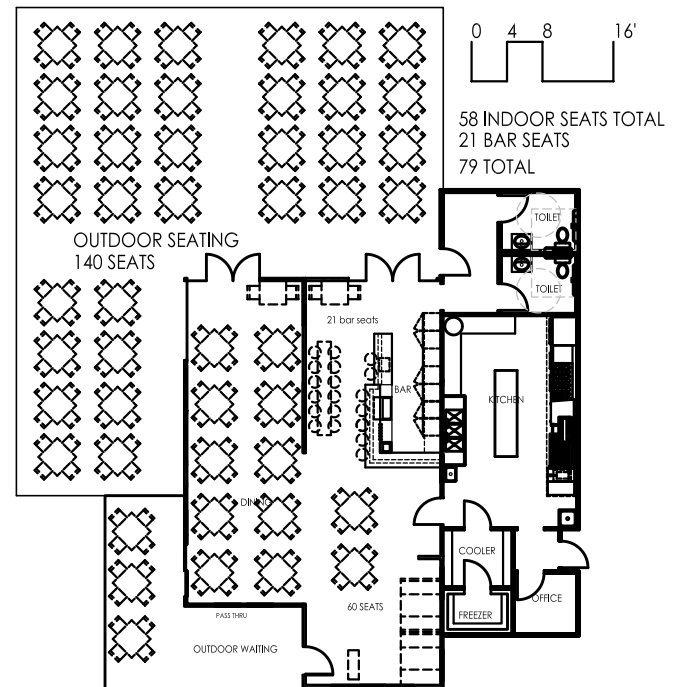 0 4 8 16'
58 INDOOR SEATS TOTAL
21 BAR SEATS
79 TOTAL
TOILET
OUTDOOR SEATING
140 SEATS
TOILET
21 bar seats
BAR
KITCHEN
DINING
COOLER
OFFICE
60 SEATS
FREEZER
PASS THRU
OUTDOOR WAITING